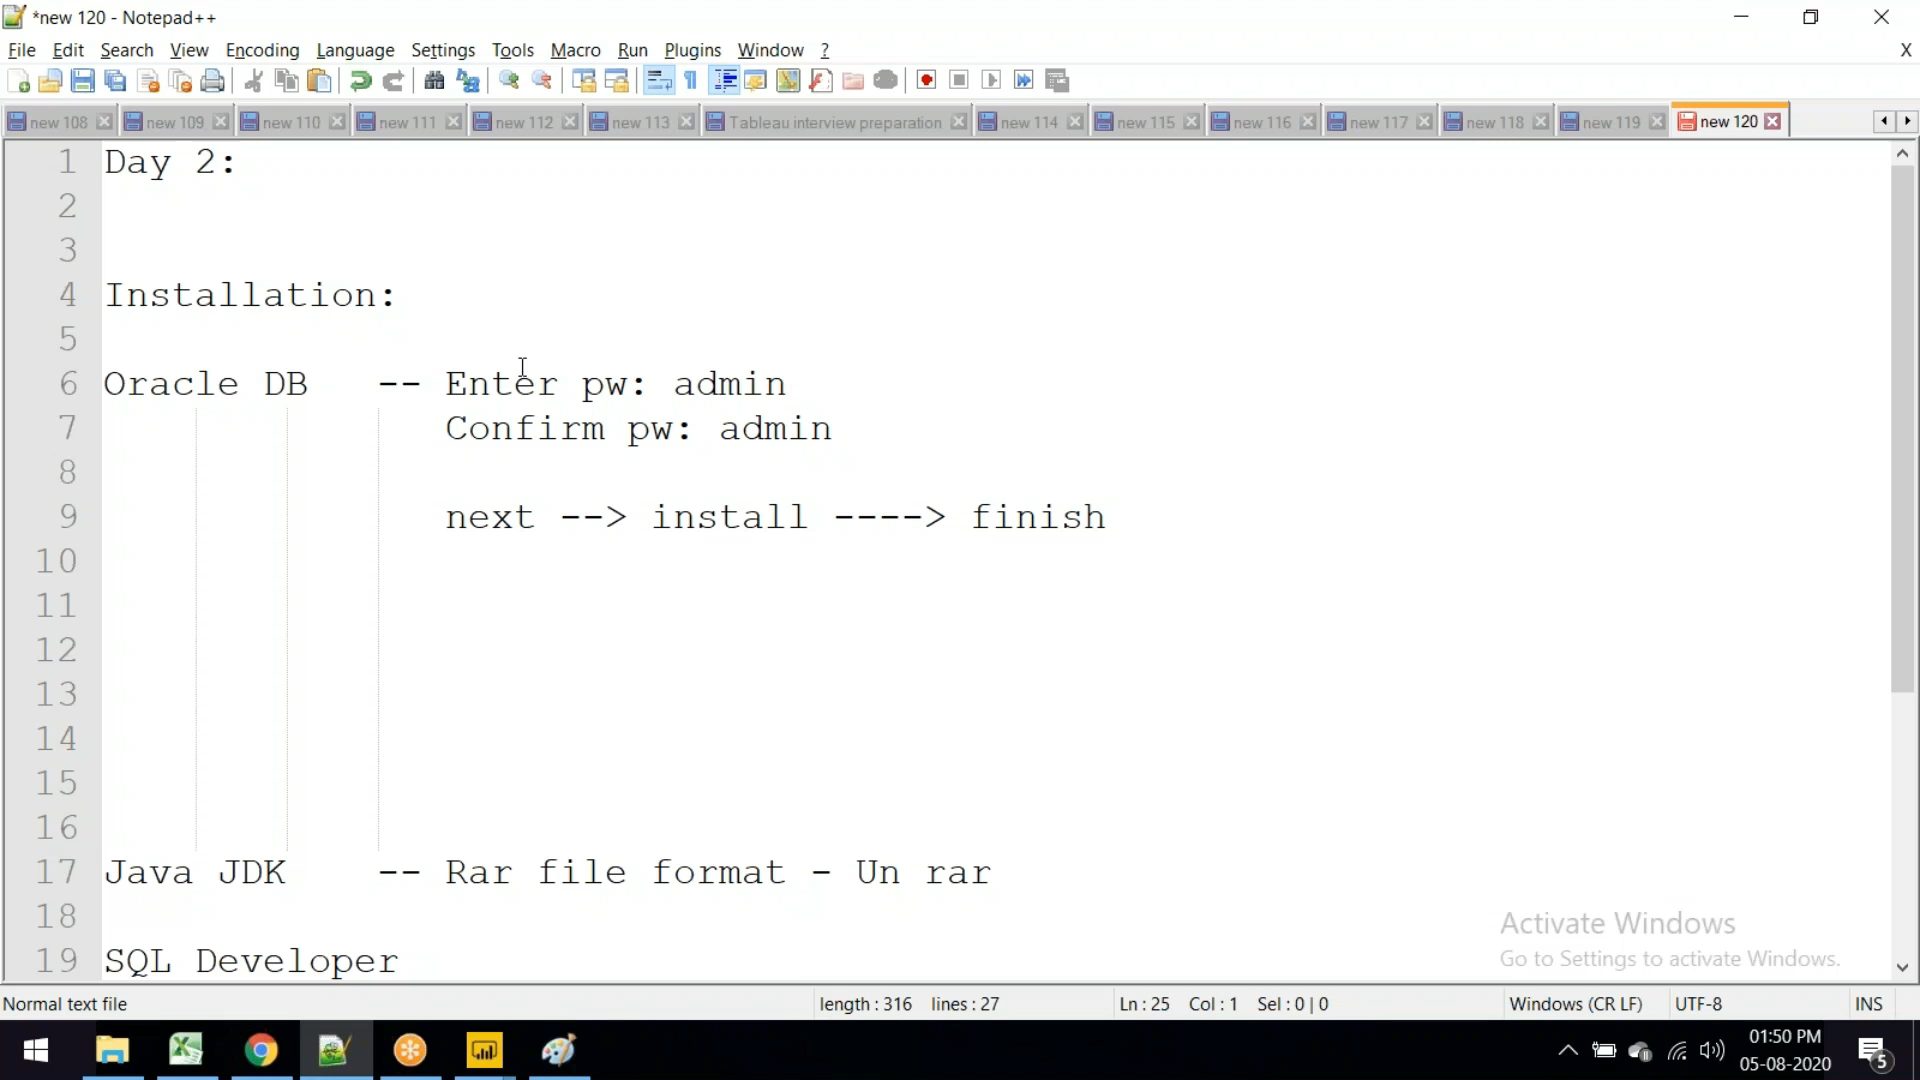 *new 120 - Notepad++
File Edit Search View Encoding Language Settings Tools Macro Run Plugins Window ? X
new 108 new 109 new 110 new 111 new 112 new 113 Tableau interview preparation new 114 new 115 new 116 new 117 new 118 new 119 new 120
1 Day 2:
2
3
4 Installation:
5
6 Oracle DB -- Enter pw: admin
7 Confirm pw: admin
8
9 next --> install ----> finish
10
11
12
13
14
15
16
17 Java JDK -- Rar file format - Un rar
18
19 SQL Developer
Activate Windows
Go to Settings to activate Windows.
Normal text file length : 316 lines : 27 Ln : 25 Col : 1 Sel : 0 | 0 Windows (CR LF) UTF-8 INS
01:50 PM
05-08-2020
5